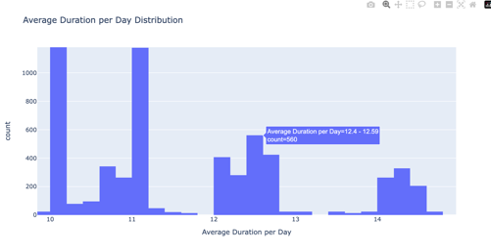 Average Duration per Day Distribution
1000
800
600
400
200
0
count
Average Duration per Day=12.4 - 12.59
count=560
10
11
12
13
14
Average Duration per Day